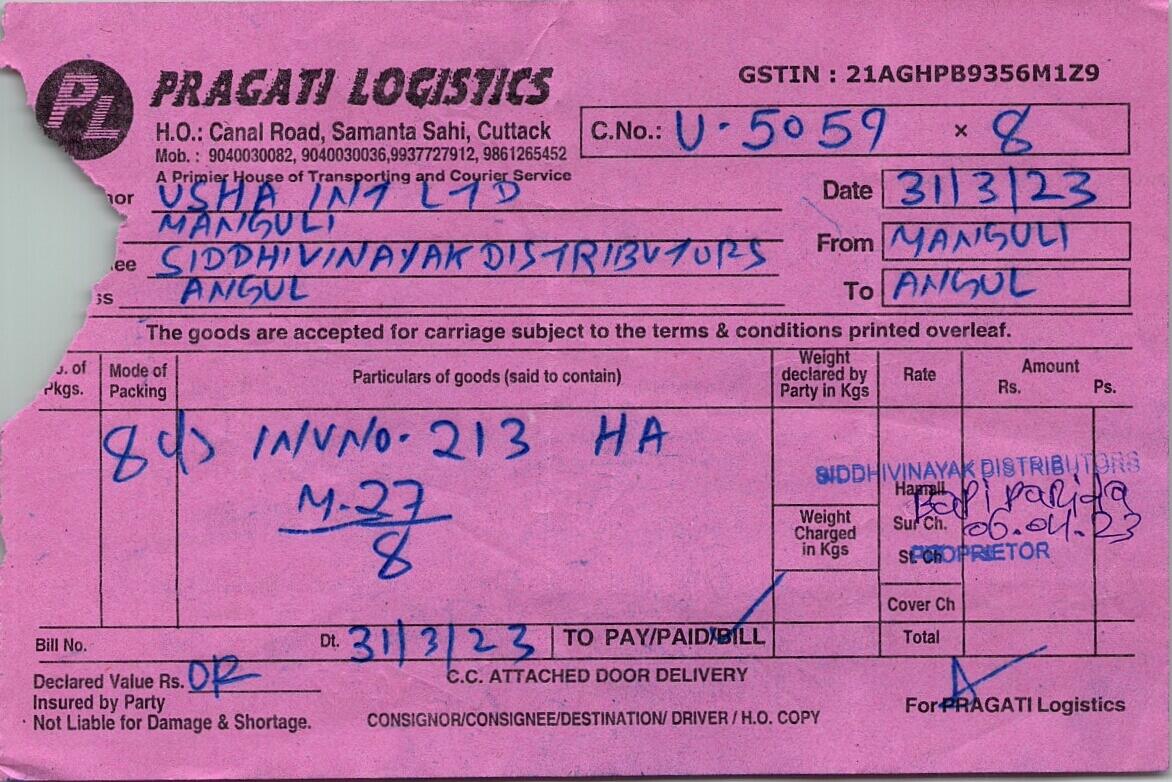 PL PRAGATI LOGISTICS
GSTIN : 21AGHPB9356M1Z9
H.O.: Canal Road, Samanta Sahi, Cuttack
Mob. : 9040030082, 9040030036,9937727912, 9861265452
A Primier House of Transporting and Courier Service
C.No.: U-5059 × 8
nor USHA INT LTD
MANGULI
Date 31/3/23
ee SIDDHIVINAYAK DISTRIBUTORS
From MANGULI
ss ANGUL
To ANGUL
The goods are accepted for carriage subject to the terms & conditions printed overleaf.
o. of Pkgs. Mode of Packing Particulars of goods (said to contain) Weight declared by Party in Kgs Rate Amount Rs. Ps.
8 INVNO. 213 HA
M-27
8
SIDDHIVINAYAK DISTRIBUTORS
Hamali
Weight Charged in Kgs
Sur Ch.
06.04.23
St. Ch
PROPRIETOR
Cover Ch
Bill No. Dt. 31/3/23 TO PAY/PAID/BILL Total
Declared Value Rs. OR
C.C. ATTACHED DOOR DELIVERY
Insured by Party
For PRAGATI Logistics
Not Liable for Damage & Shortage.
CONSIGNOR/CONSIGNEE/DESTINATION/ DRIVER / H.O. COPY